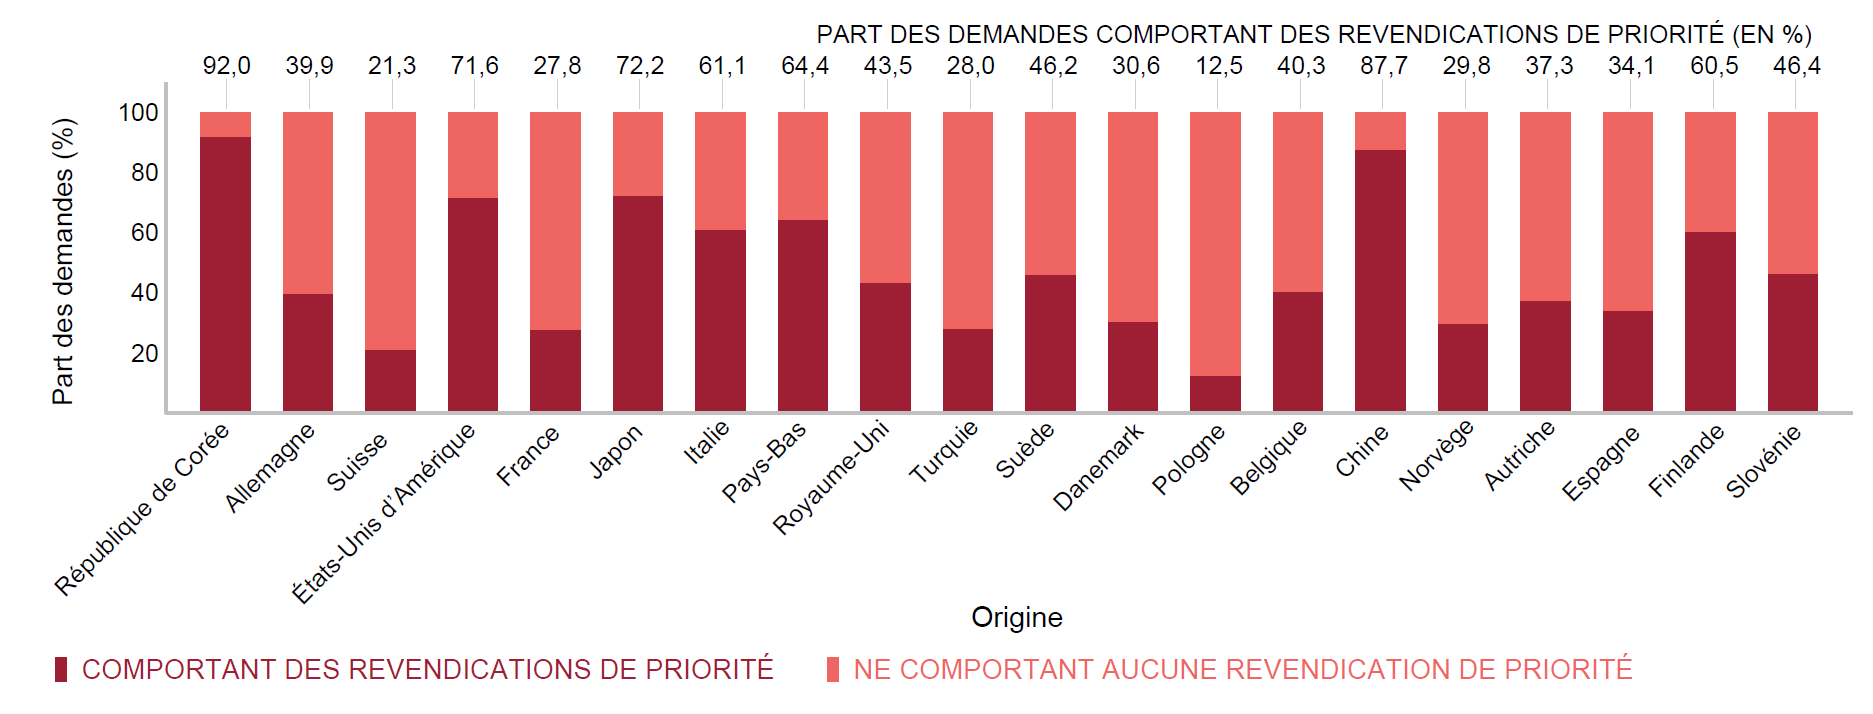 PART DES DEMANDES COMPORTANT DES REVENDICATIONS DE PRIORITÉ (EN %)
92,0 39,9 21,3 71,6 27,8 72,2 61,1 64,4 43,5 28,0 46,2 30,6 12,5 40,3 87,7 29,8 37,3 34,1 60,5 46,4
Part des demandes (%)
100
80
60
40
20
République de Corée
Allemagne
Suisse
États-Unis d’Amérique
France
Japon
Italie
Pays-Bas
Royaume-Uni
Turquie
Suède
Danemark
Pologne
Belgique
Chine
Norvège
Autriche
Espagne
Finlande
Slovénie
Origine
COMPORTANT DES REVENDICATIONS DE PRIORITÉ NE COMPORTANT AUCUNE REVENDICATION DE PRIORITÉ